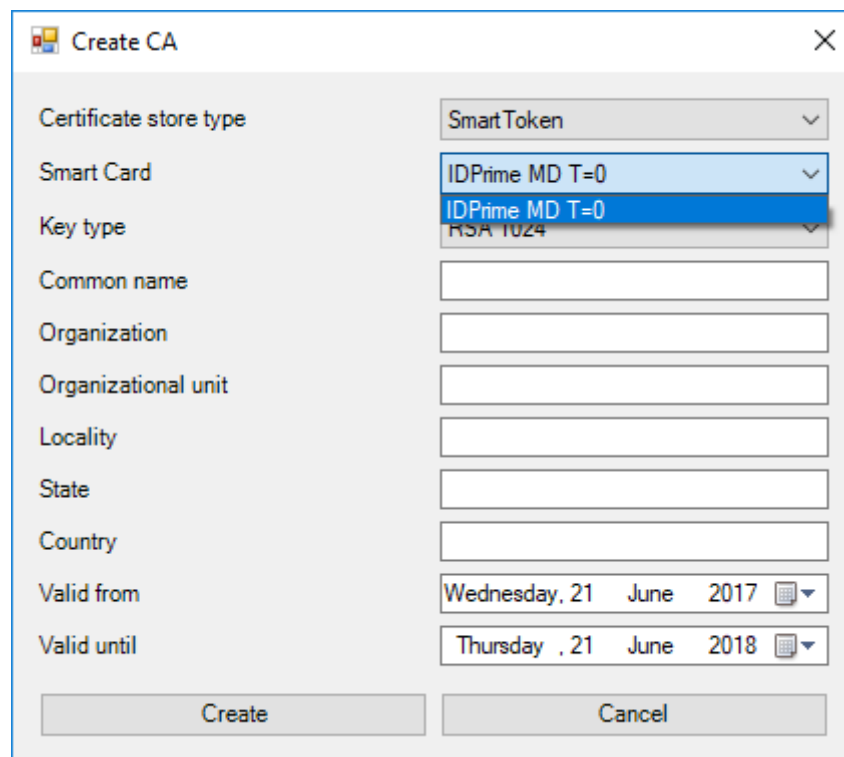 Create CA
Certificate store type SmartToken
Smart Card IDPrime MD T=0
IDPrime MD T=0
Key type RSA 1024
Common name
Organization
Organizational unit
Locality
State
Country
Valid from Wednesday, 21 June 2017
Valid until Thursday , 21 June 2018
Create Cancel